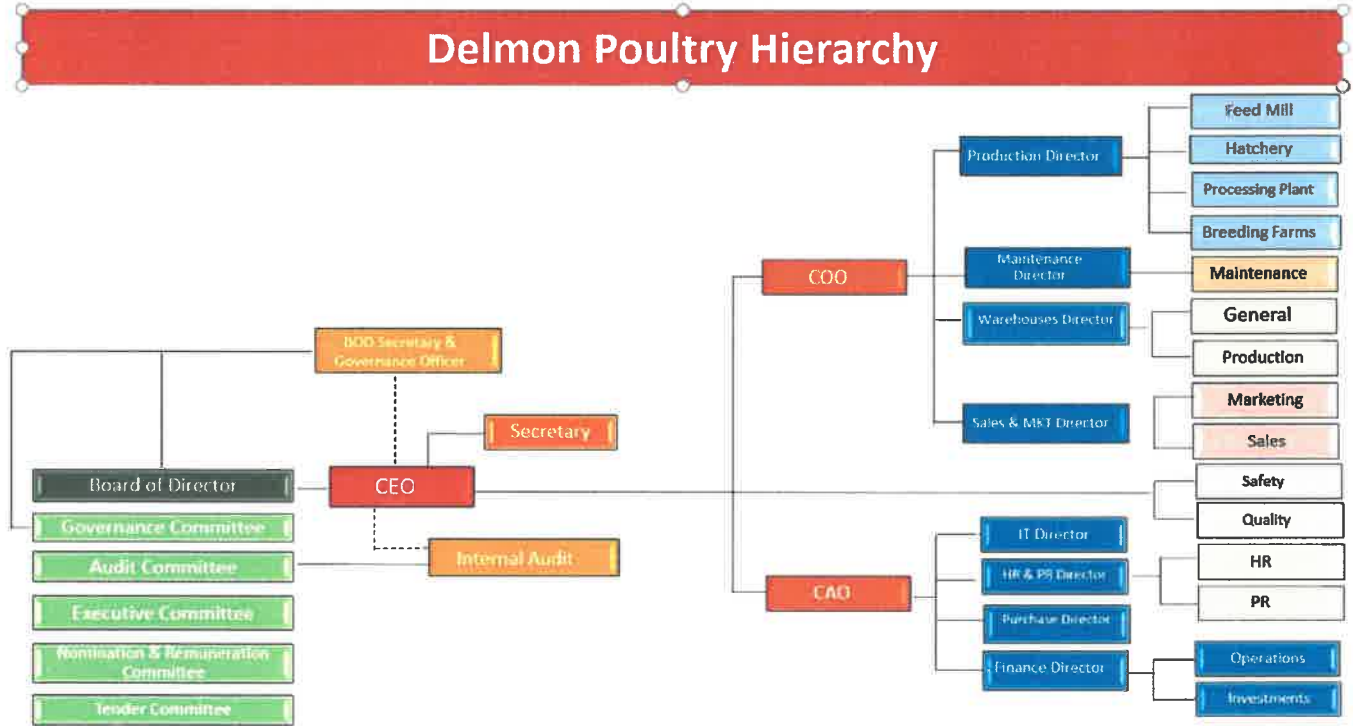 Delmon Poultry Hierarchy
Feed Mill
Production Director
Hatchery
Processing Plant
Breeding Farms
Maintenance
Director
COO
Maintenance
Warehouses Director
General
Production
BOD Secretary &
Governance Officer
Marketing
Sales & MKT Director
Secretary
Sales
Board of Director
CEO
Safety
Governance Committee
Quality
IT Director
Audit Committee
Internal Audit
HR & PR Director
HR
CAO
PR
Executive Committee
Purchase Director
Nomination & Remuneration
Committee
Finance Director
Operations
Investments
Tender Committee